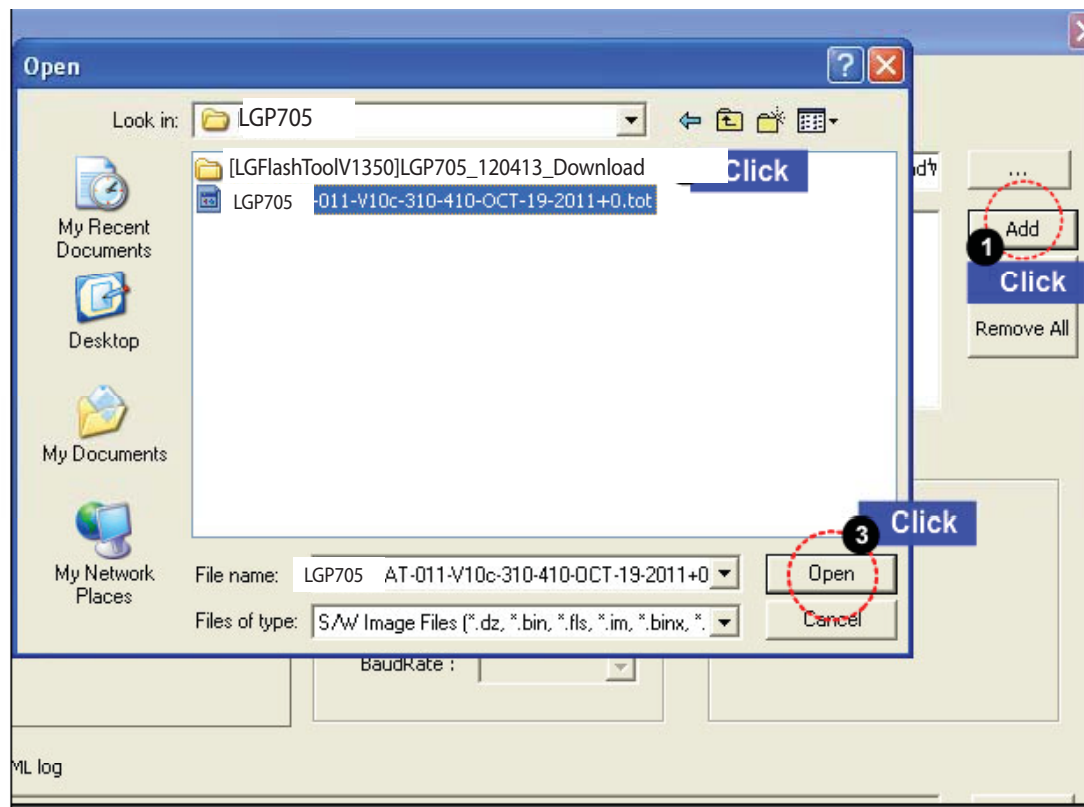 Open
Look in: LGP705
[LGFlashToolV1350]LGP705_120413_Download
Click
LGP705 -011-V10c-310-410-OCT-19-2011+0.tot
My Recent
Documents
Desktop
My Documents
My Network
Places
...
Add
1
Click
Remove All
3
Click
File name: LGP705 AT-011-V10c-310-410-OCT-19-2011+0
Open
Files of type: S/W Image Files (*.dz, *.bin, *.fls, *.im, *.binx, *.
Cancel
BaudRate :
ML log